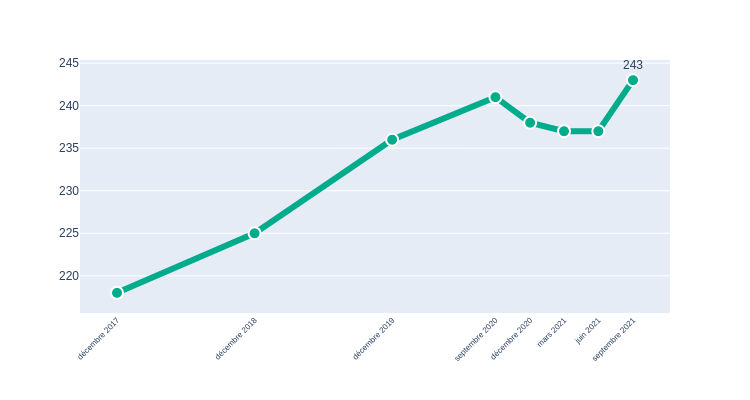 245
243
240
235
230
225
220
décembre 2017
décembre 2018
décembre 2019
septembre 2020
décembre 2020
mars 2021
juin 2021
septembre 2021